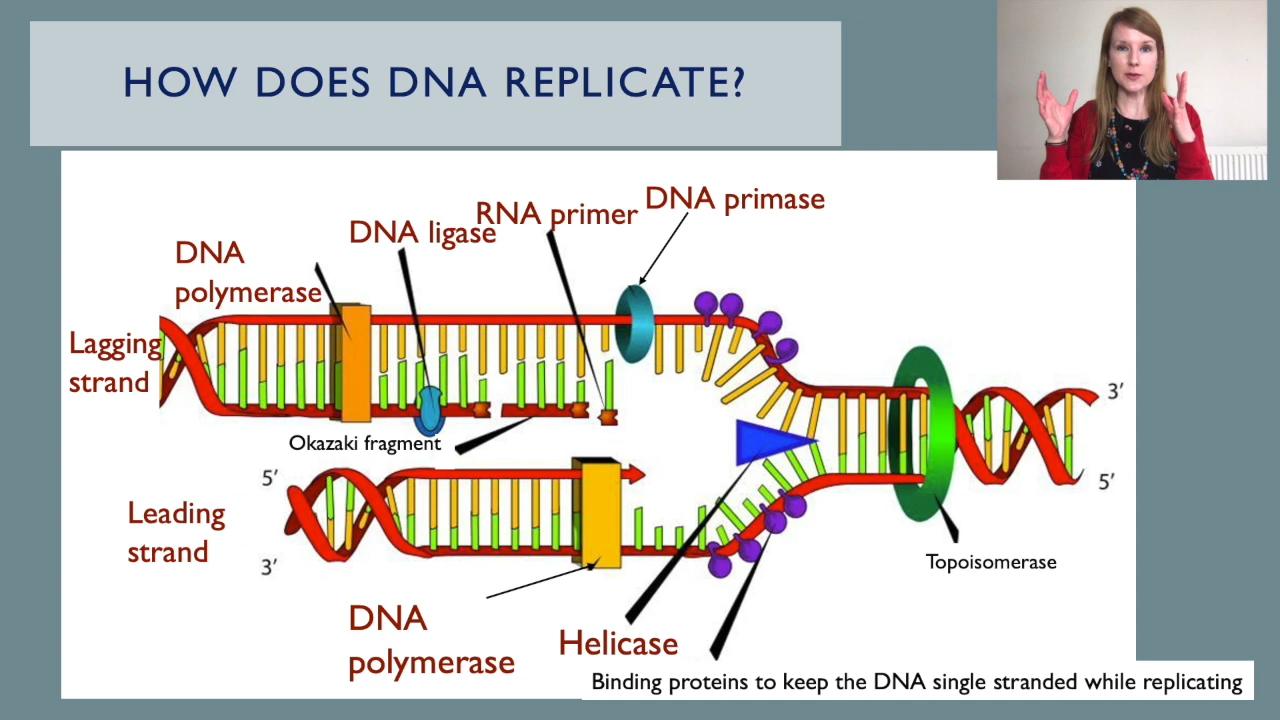 HOW DOES DNA REPLICATE?
DNA primase
RNA primer
DNA ligase
DNA
polymerase
Lagging
strand
3’
Okazaki fragment
5’
5’
Leading
strand
3’
Topoisomerase
DNA
polymerase
Helicase
Binding proteins to keep the DNA single stranded while replicating